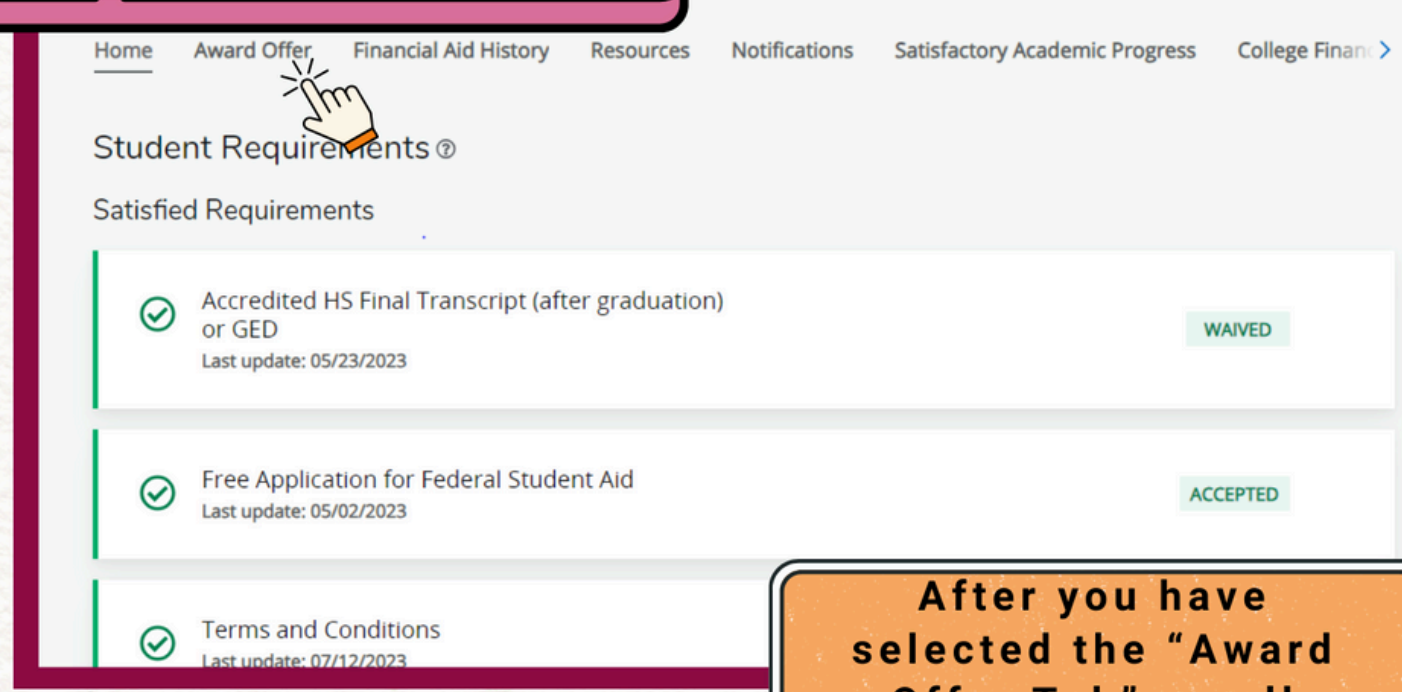 Home Award Offer Financial Aid History Resources Notifications Satisfactory Academic Progress College Finan
Student Requirements
Satisfied Requirements
Accredited HS Final Transcript (after graduation)
or GED
Last update: 05/23/2023
WAIVED
Free Application for Federal Student Aid
Last update: 05/02/2023
ACCEPTED
Terms and Conditions
Last update: 07/12/2023
After you have
selected the “Award